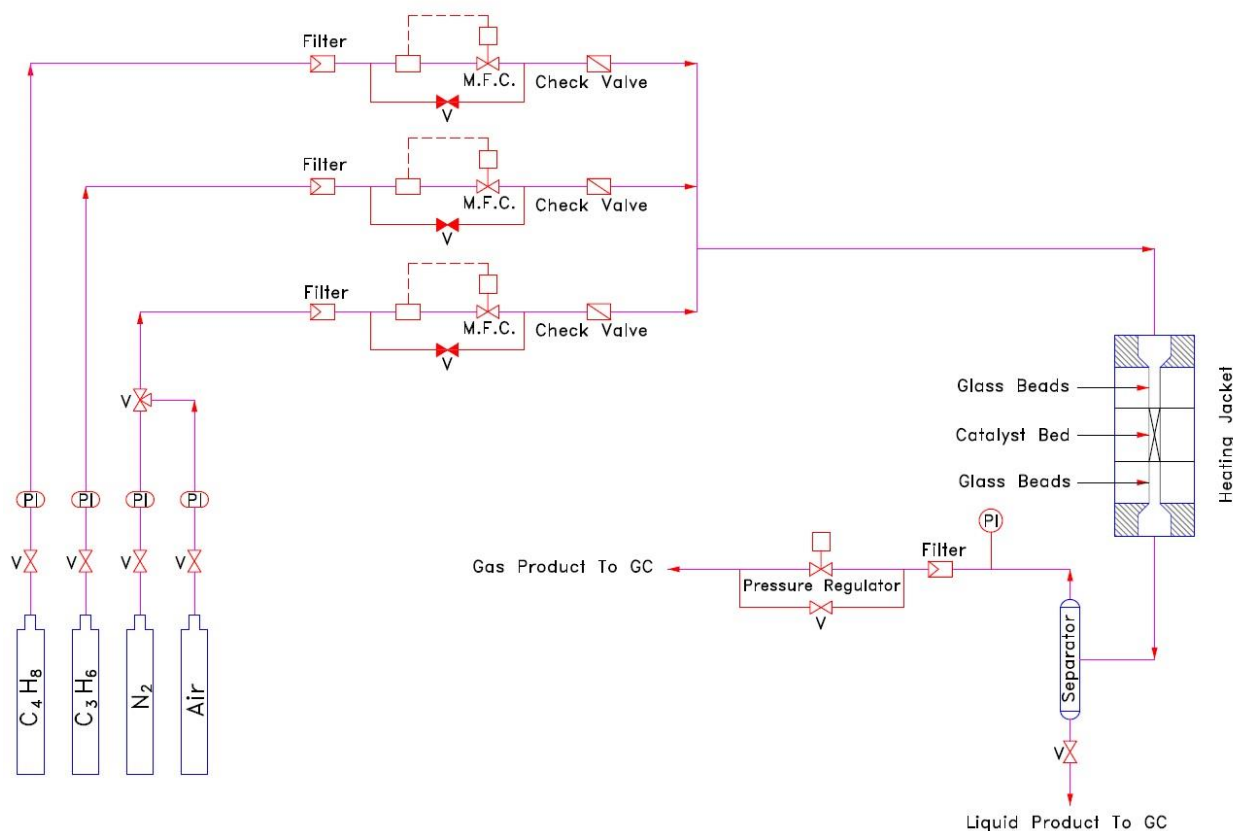 Filter
M.F.C.
Check Valve
V
Filter
M.F.C.
Check Valve
V
Filter
M.F.C.
Check Valve
V
V
PI
PI
PI
PI
V
V
V
V
C₄H₈
C₃H₆
N₂
Air
Glass Beads
Catalyst Bed
Glass Beads
Heating Jacket
PI
Filter
Gas Product To GC
Pressure Regulator
V
Separator
V
Liquid Product To GC